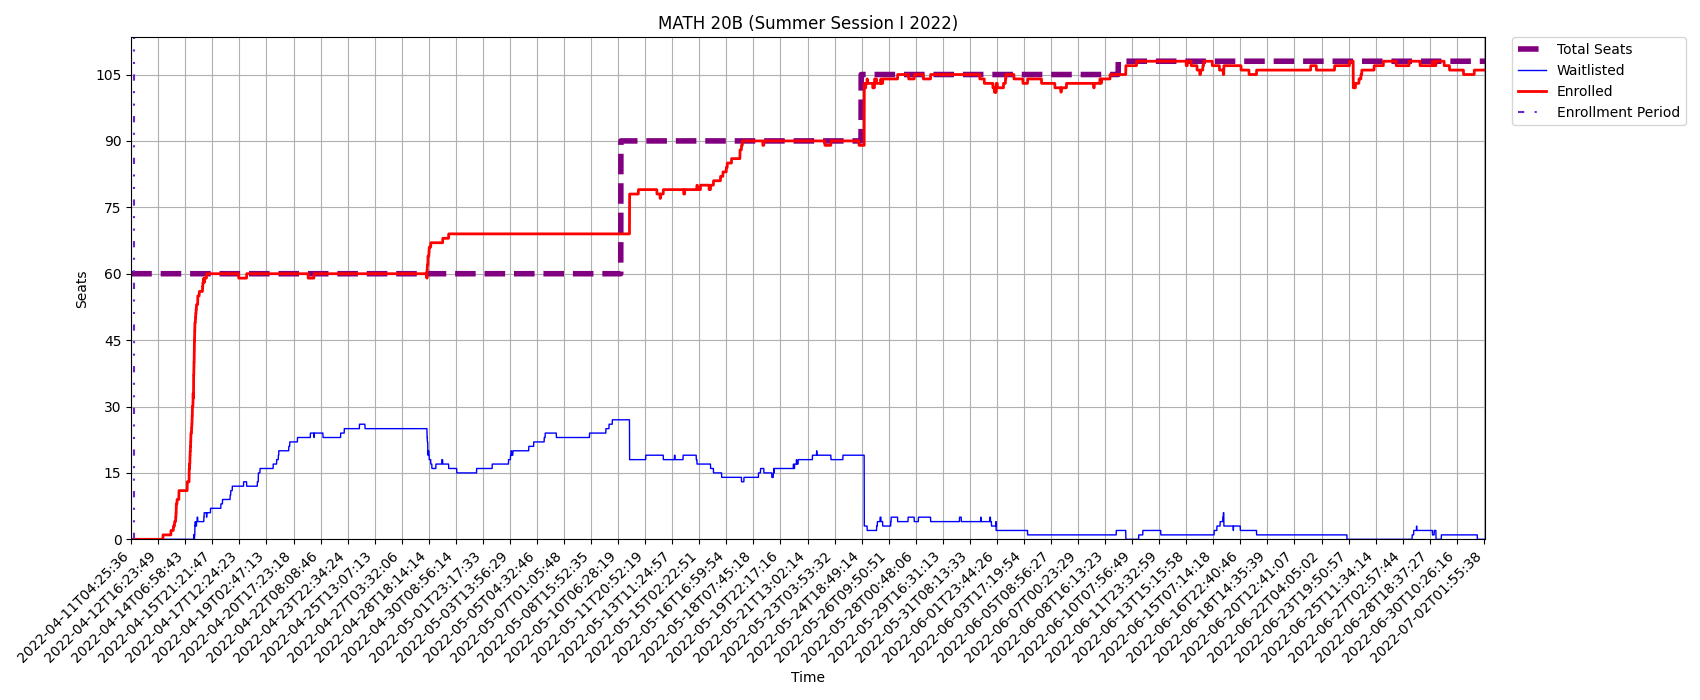 MATH 20B (Summer Session I 2022)
Total Seats
Waitlisted
Enrolled
Enrollment Period
Seats
105
90
75
60
45
30
15
0
2022-04-11T04:25:36
2022-04-12T16:23:49
2022-04-14T06:58:43
2022-04-15T21:21:47
2022-04-17T12:24:23
2022-04-19T02:47:13
2022-04-20T17:23:18
2022-04-22T08:08:46
2022-04-23T22:34:24
2022-04-25T13:07:13
2022-04-27T03:32:06
2022-04-28T18:14:14
2022-04-30T08:56:14
2022-05-01T23:17:33
2022-05-03T13:56:29
2022-05-05T04:32:46
2022-05-07T01:05:48
2022-05-08T15:52:35
2022-05-10T06:28:19
2022-05-11T20:52:19
2022-05-13T11:24:57
2022-05-15T02:22:51
2022-05-16T16:59:54
2022-05-18T07:45:18
2022-05-19T22:17:16
2022-05-21T13:02:14
2022-05-23T03:53:32
2022-05-24T18:49:14
2022-05-26T09:50:51
2022-05-28T00:48:06
2022-05-29T16:31:13
2022-05-31T08:13:33
2022-06-01T23:44:26
2022-06-03T17:19:54
2022-06-05T08:56:27
2022-06-07T00:23:29
2022-06-08T16:13:23
2022-06-10T07:56:49
2022-06-11T23:32:59
2022-06-13T15:15:58
2022-06-15T07:14:18
2022-06-16T22:40:46
2022-06-18T14:35:39
2022-06-20T12:41:07
2022-06-22T04:05:02
2022-06-23T19:50:57
2022-06-25T11:34:14
2022-06-27T02:57:44
2022-06-28T18:37:27
2022-06-30T10:26:16
2022-07-02T01:55:38
Time